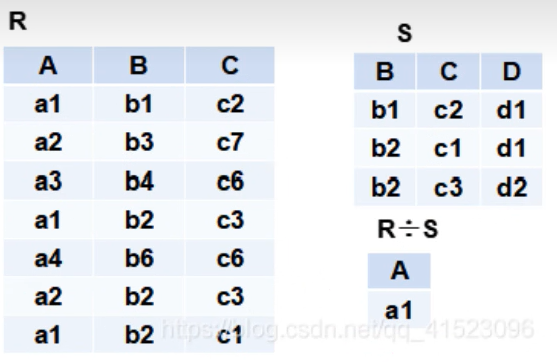 R
A B C
a1 b1 c2
a2 b3 c7
a3 b4 c6
a1 b2 c3
a4 b6 c6
a2 b2 c3
a1 b2 c1
S
B C D
b1 c2 d1
b2 c1 d1
b2 c3 d2
R÷S
A
a1
https://blog.csdn.net/qq_41523096